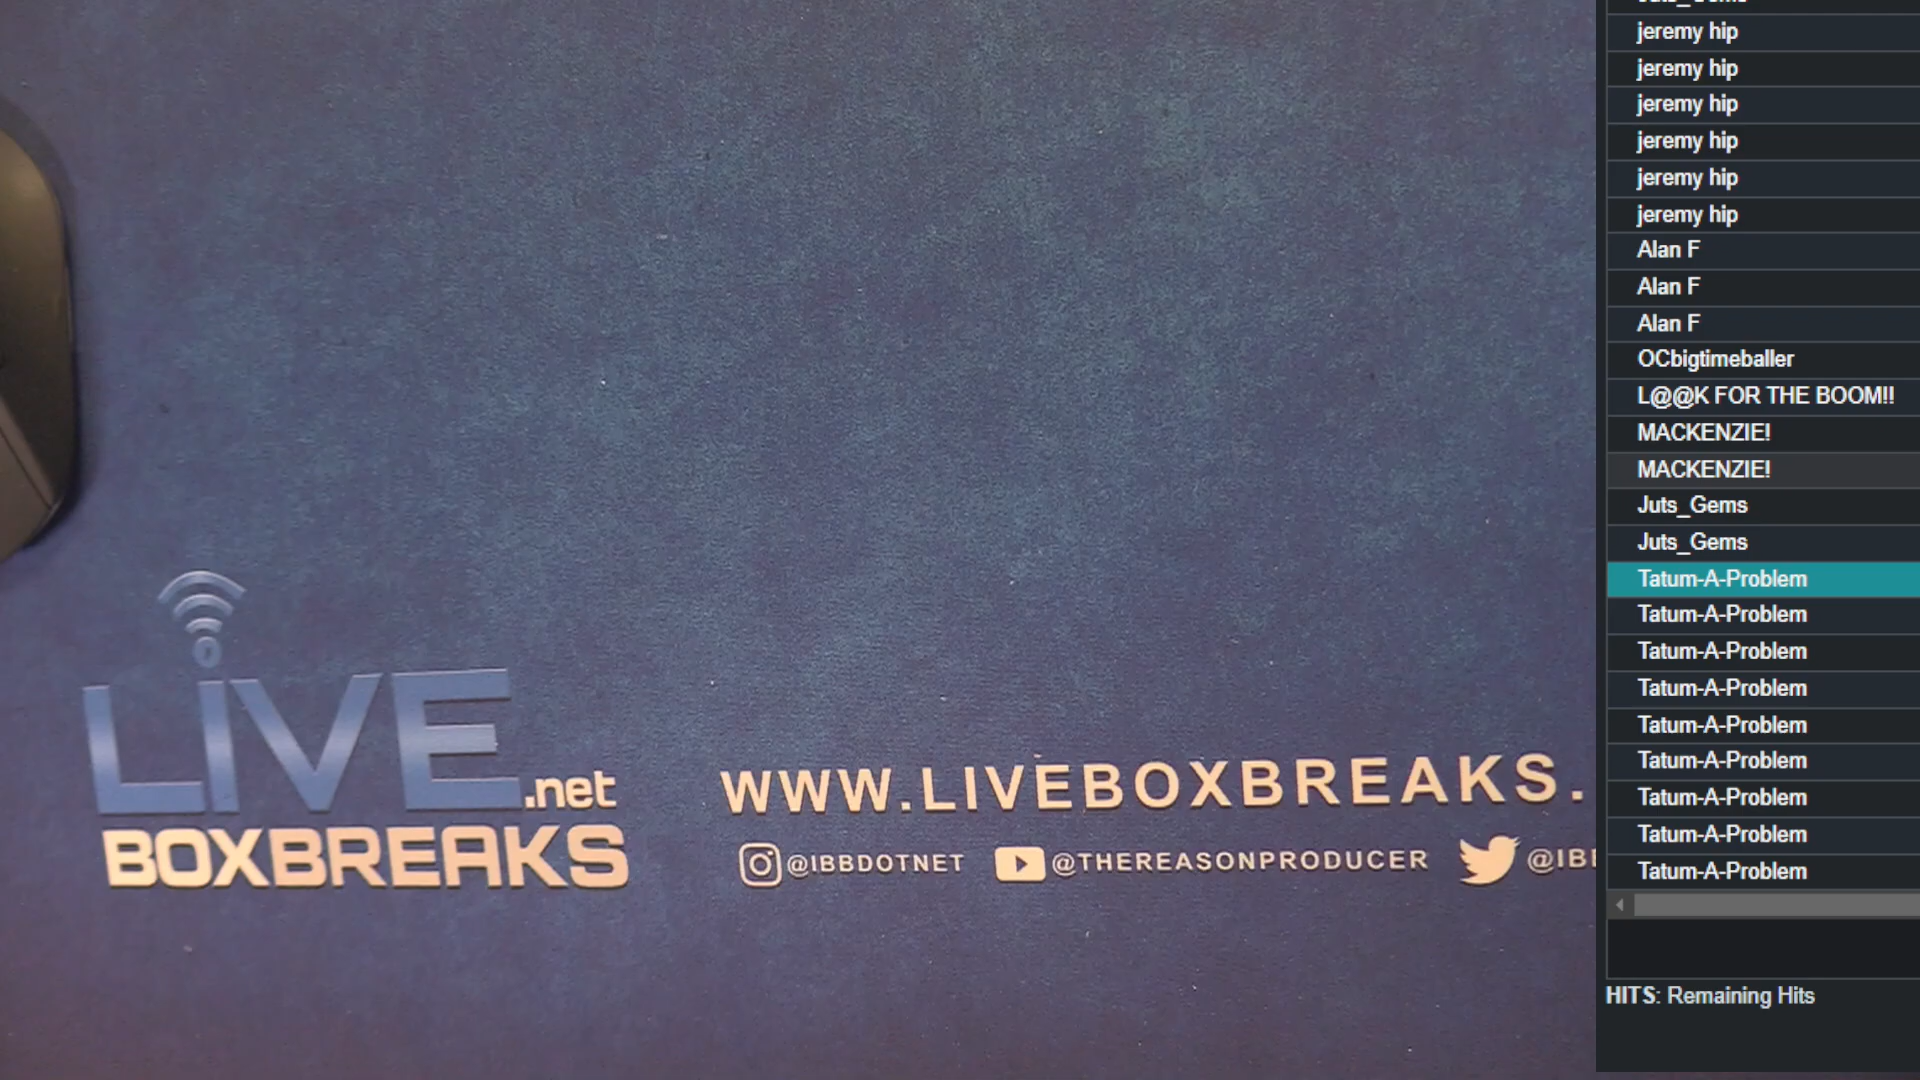 jeremy hip
jeremy hip
jeremy hip
jeremy hip
jeremy hip
jeremy hip
Alan F
Alan F
Alan F
OCbigtimeballer
L@@K FOR THE BOOM!!
MACKENZIE!
MACKENZIE!
Juts_Gems
Juts_Gems
Tatum-A-Problem
Tatum-A-Problem
Tatum-A-Problem
Tatum-A-Problem
Tatum-A-Problem
Tatum-A-Problem
Tatum-A-Problem
Tatum-A-Problem
Tatum-A-Problem
HITS: Remaining Hits
LIVE.net
BOXBREAKS
WWW.LIVEBOXBREAKS.
@IBBDOTNET @THEREASONPRODUCER